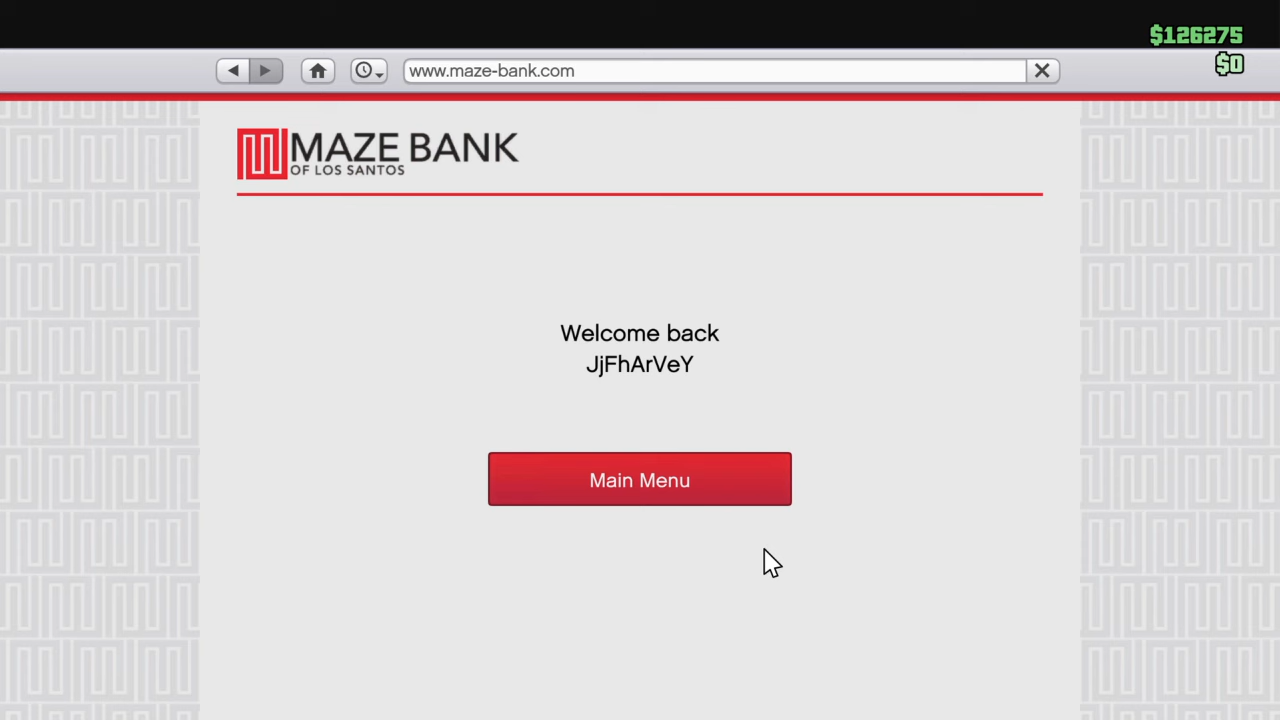 $126275
$0
www.maze-bank.com
MAZE BANK
OF LOS SANTOS
Welcome back
JjFhArVeY
Main Menu